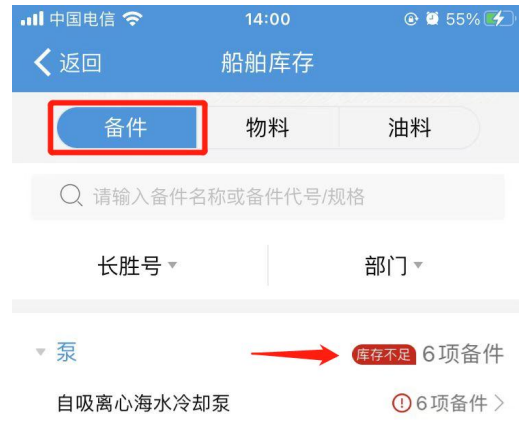 中国电信 14:00 55%
返回 船舶库存
备件 物料 油料
请输入备件名称或备件代号/规格
长胜号 部门
泵 库存不足 6项备件
自吸离心海水冷却泵 6项备件